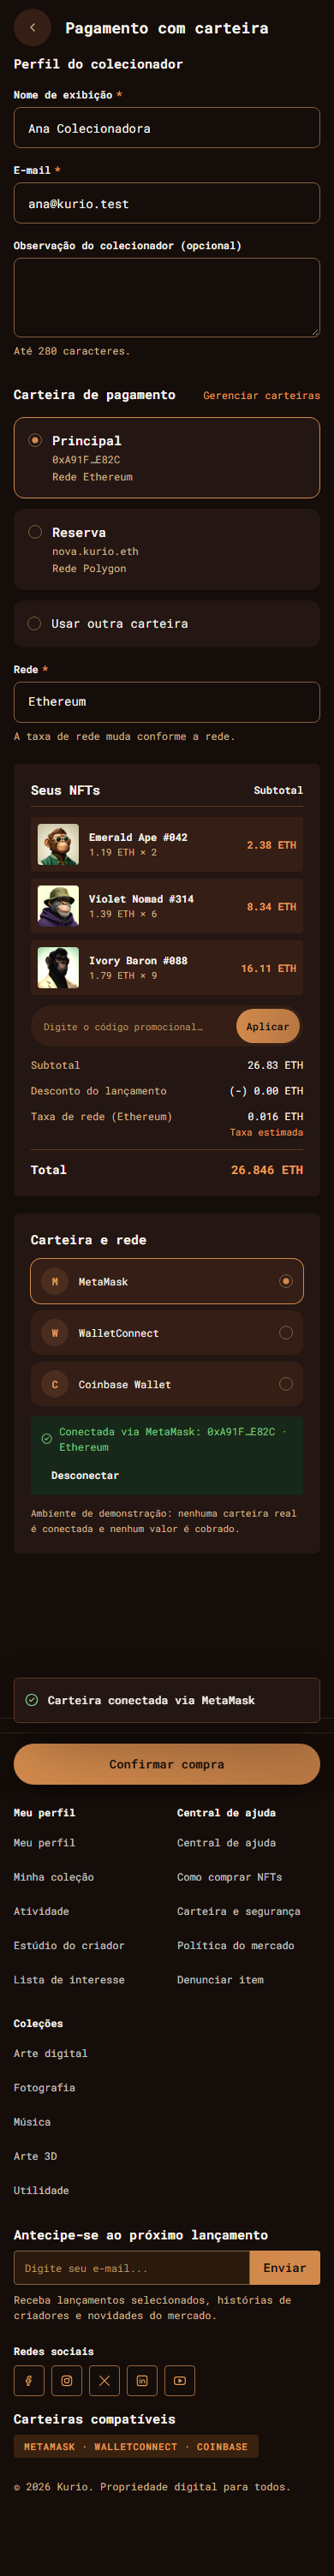 Pagamento com carteira
Perfil do colecionador
Nome de exibição *
Ana Colecionadora
E-mail *
ana@kurio.test
Observação do colecionador (opcional)
Até 280 caracteres.
Carteira de pagamento
Gerenciar carteiras
Principal
0xA91F…E82C
Rede Ethereum
Reserva
nova.kurio.eth
Rede Polygon
Usar outra carteira
Rede *
Ethereum
A taxa de rede muda conforme a rede.
Seus NFTs
Subtotal
Emerald Ape #042
1.19 ETH × 2
2.38 ETH
Violet Nomad #314
1.39 ETH × 6
8.34 ETH
Ivory Baron #088
1.79 ETH × 9
16.11 ETH
Digite o código promocional…
Aplicar
Subtotal
26.83 ETH
Desconto do lançamento
(-) 0.00 ETH
Taxa de rede (Ethereum)
0.016 ETH
Taxa estimada
Total
26.846 ETH
Carteira e rede
M
MetaMask
W
WalletConnect
C
Coinbase Wallet
Conectada via MetaMask: 0xA91F…E82C ·
Ethereum
Desconectar
Ambiente de demonstração: nenhuma carteira real
é conectada e nenhum valor é cobrado.
Carteira conectada via MetaMask
Confirmar compra
Meu perfil
Meu perfil
Minha coleção
Atividade
Estúdio do criador
Lista de interesse
Central de ajuda
Central de ajuda
Como comprar NFTs
Carteira e segurança
Política do mercado
Denunciar item
Coleções
Arte digital
Fotografia
Música
Arte 3D
Utilidade
Antecipe-se ao próximo lançamento
Digite seu e-mail...
Enviar
Receba lançamentos selecionados, histórias de
criadores e novidades do mercado.
Redes sociais
Carteiras compatíveis
METAMASK · WALLETCONNECT · COINBASE
© 2026 Kurio. Propriedade digital para todos.